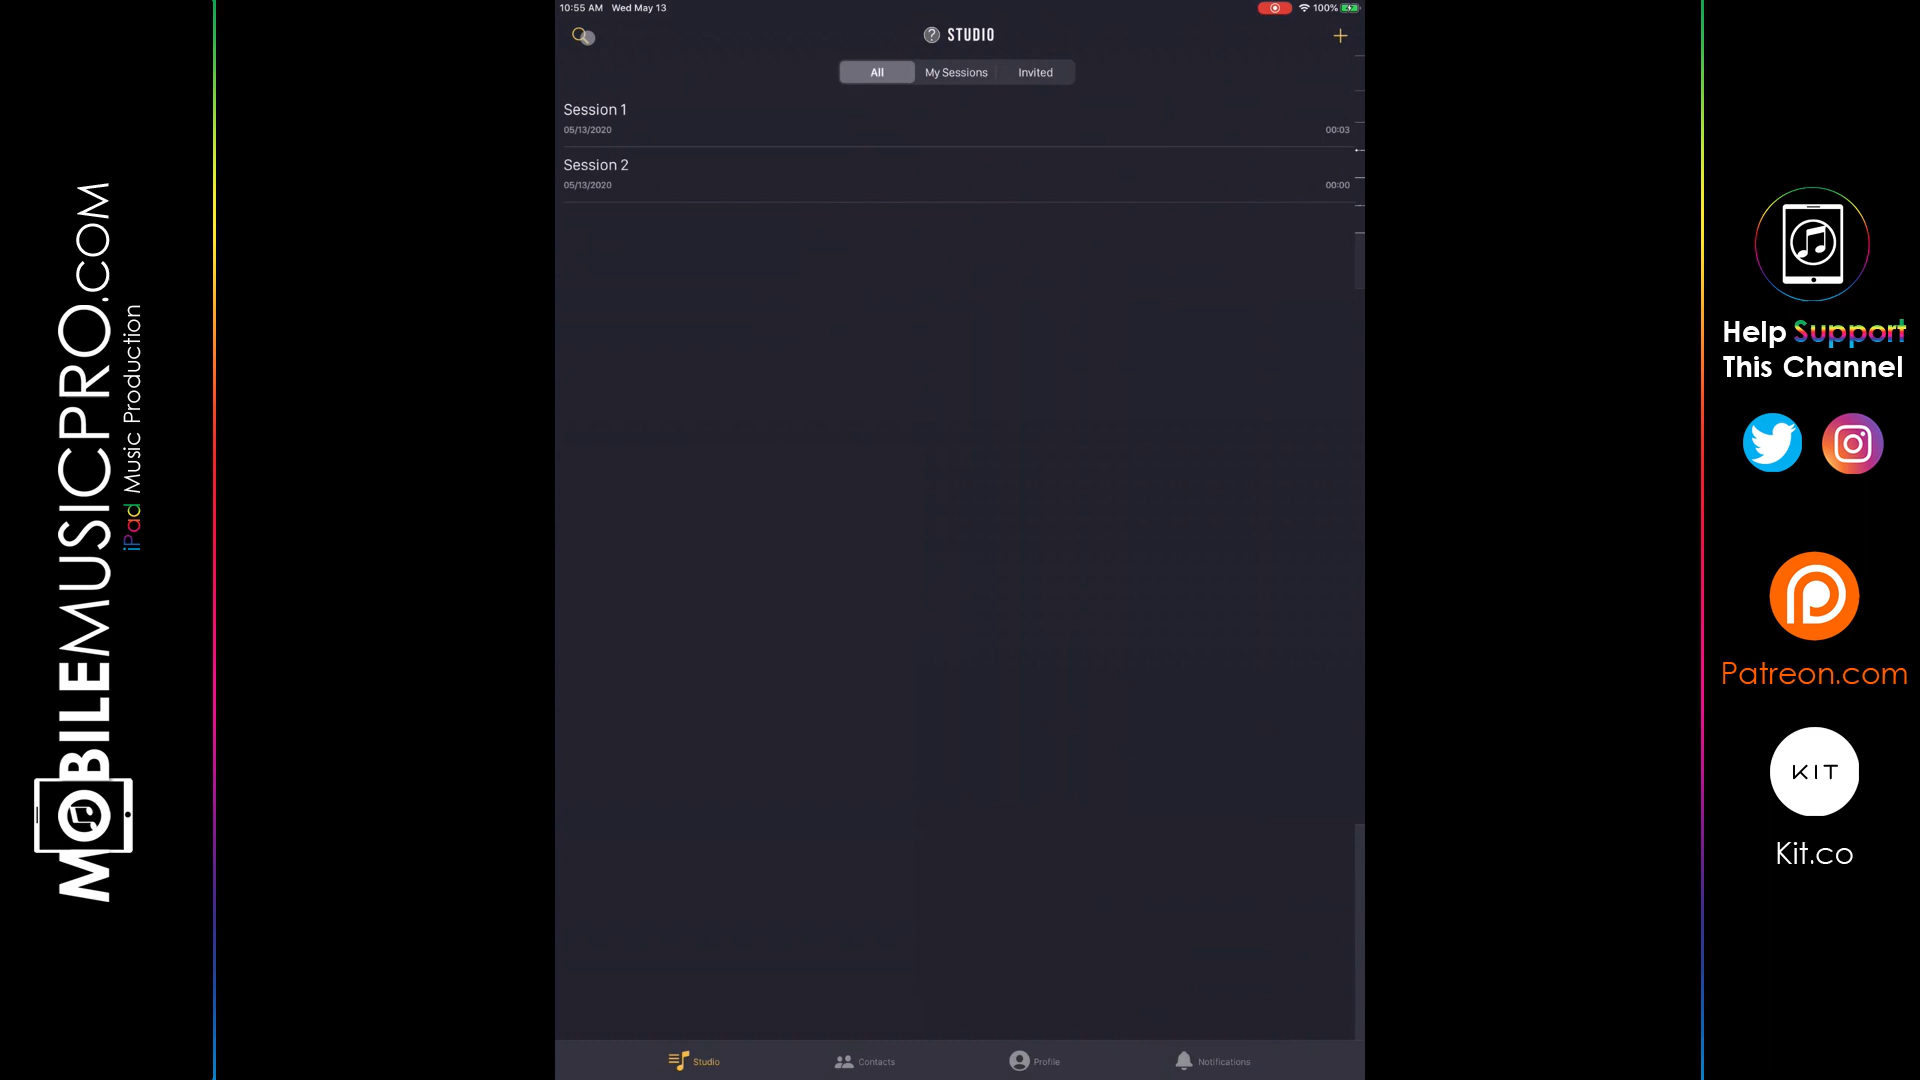 MOBILEMUSICPRO.COM
iPad Music Production
10:55 AM Wed May 13
100%
STUDIO
All My Sessions Invited
Session 1
05/13/2020 00:03
Session 2
05/13/2020 00:00
Studio Contacts Profile Notifications
Help Support
This Channel
Patreon.com
KIT
Kit.co